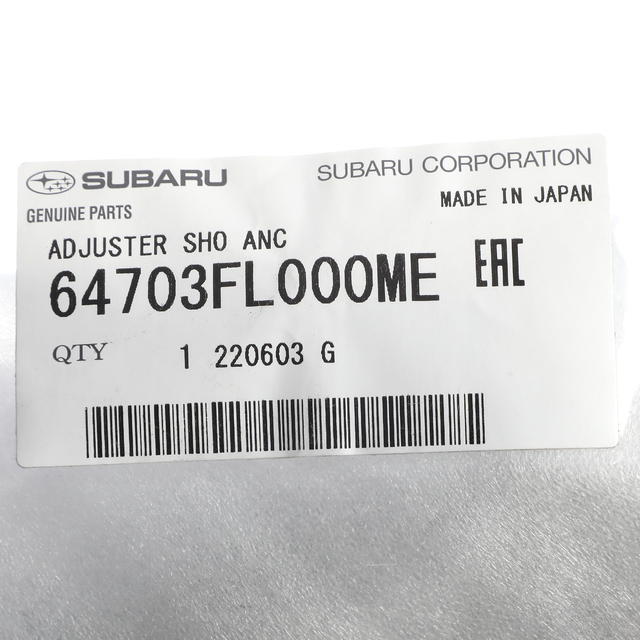 SUBARU
SUBARU CORPORATION
GENUINE PARTS
MADE IN JAPAN
ADJUSTER SHO ANC
64703FL000ME
EAC
QTY 1 220603 G